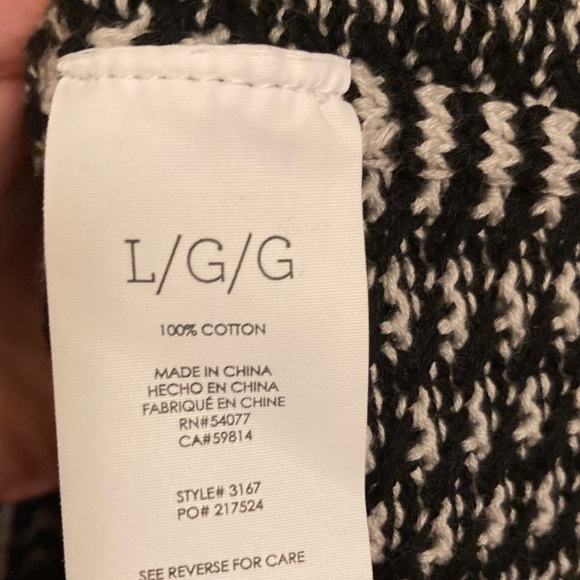 L/G/G
100% COTTON
MADE IN CHINA
HECHO EN CHINA
FABRIQUÉ EN CHINE
RN#54077
CA#59814
STYLE# 3167
PO# 217524
SEE REVERSE FOR CARE